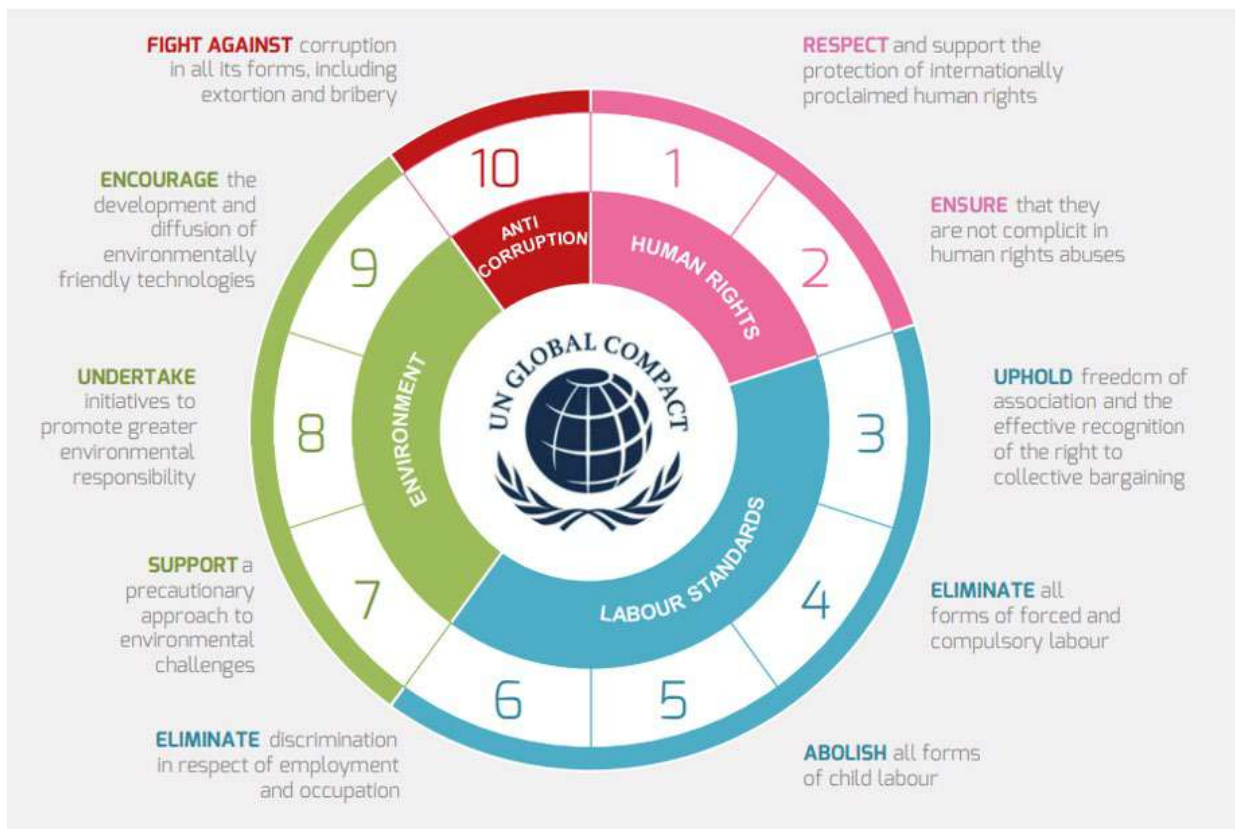 FIGHT AGAINST corruption
in all its forms, including
extortion and bribery
RESPECT and support the
protection of internationally
proclaimed human rights
ENCOURAGE the
development and
diffusion of
environmentally
friendly technologies
ENSURE that they
are not complicit in
human rights abuses
UNDERTAKE
initiatives to
promote greater
environmental
responsibility
UPHOLD freedom of
association and the
effective recognition
of the right to
collective bargaining
SUPPORT a
precautionary
approach to
environmental
challenges
ELIMINATE all
forms of forced and
compulsory labour
ELIMINATE discrimination
in respect of employment
and occupation
ABOLISH all forms
of child labour
10
1
2
3
4
5
6
7
8
9
ANTI
CORRUPTION
HUMAN RIGHTS
LABOUR STANDARDS
ENVIRONMENT
UN GLOBAL COMPACT